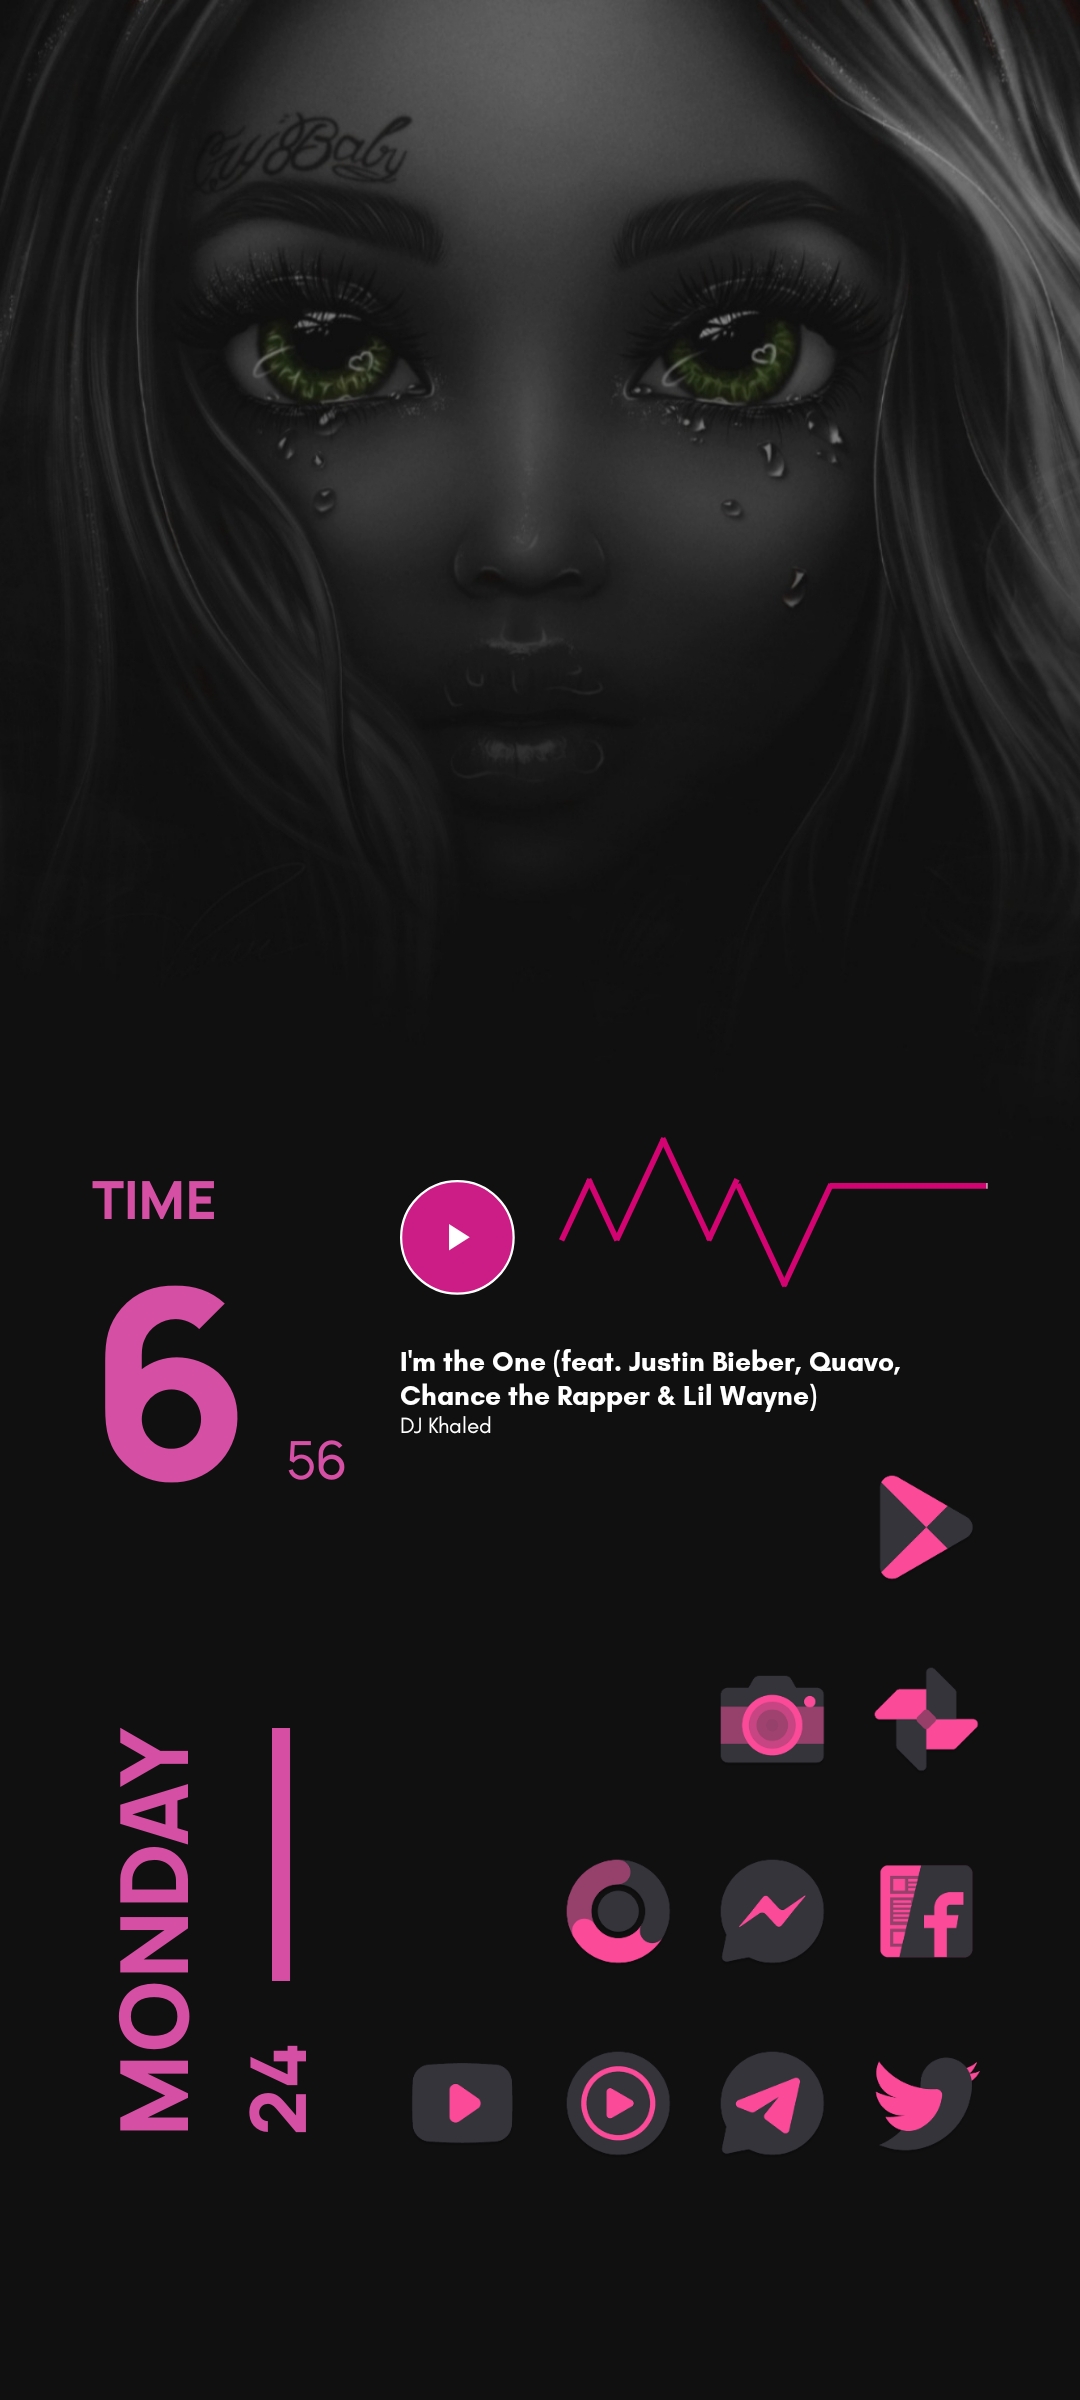 CryBaby
TIME
6
56
I'm the One (feat. Justin Bieber, Quavo,
Chance the Rapper & Lil Wayne)
DJ Khaled
MONDAY
24